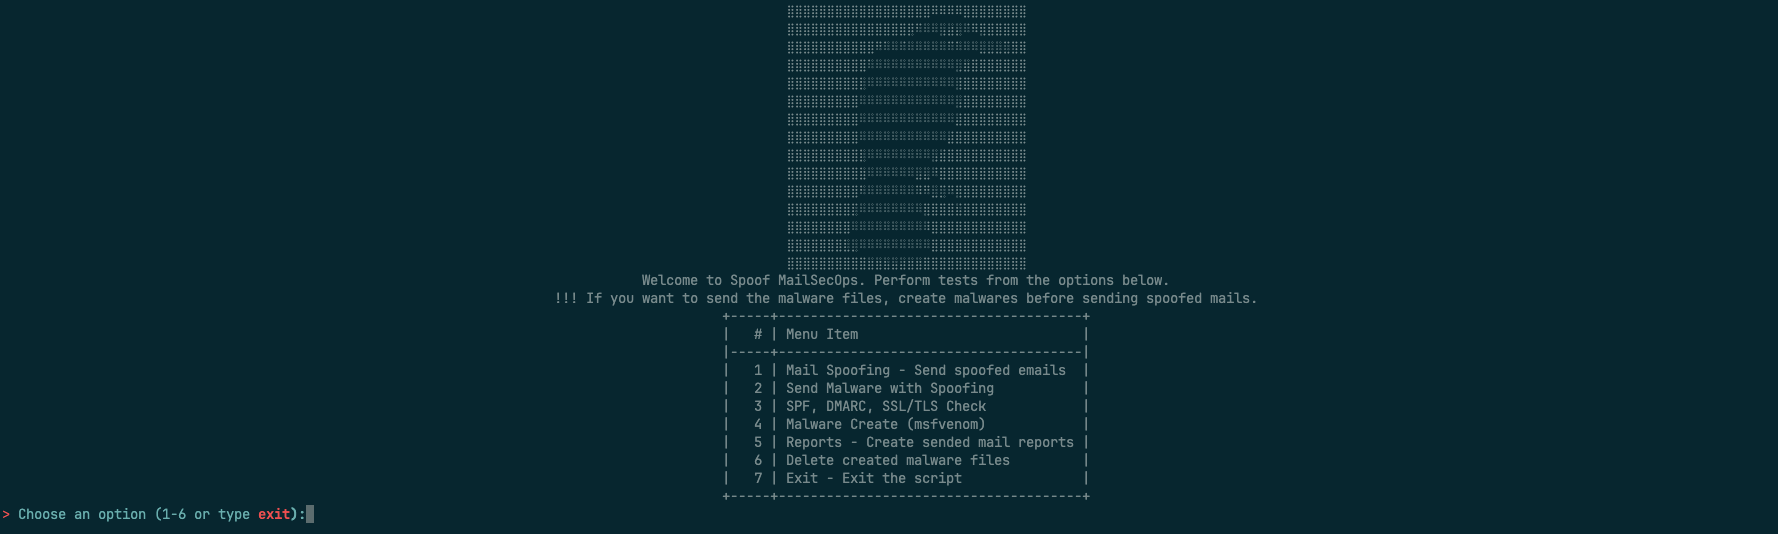 Welcome to Spoof MailSecOps. Perform tests from the options below.
!!! If you want to send the malware files, create malwares before sending spoofed mails.
+-----+--------------------------------------+
|   # | Menu Item                            |
|-----+--------------------------------------|
|   1 | Mail Spoofing - Send spoofed emails  |
|   2 | Send Malware with Spoofing           |
|   3 | SPF, DMARC, SSL/TLS Check            |
|   4 | Malware Create (msfvenom)            |
|   5 | Reports - Create sended mail reports |
|   6 | Delete created malware files         |
|   7 | Exit - Exit the script               |
+-----+--------------------------------------+
> Choose an option (1-6 or type exit):